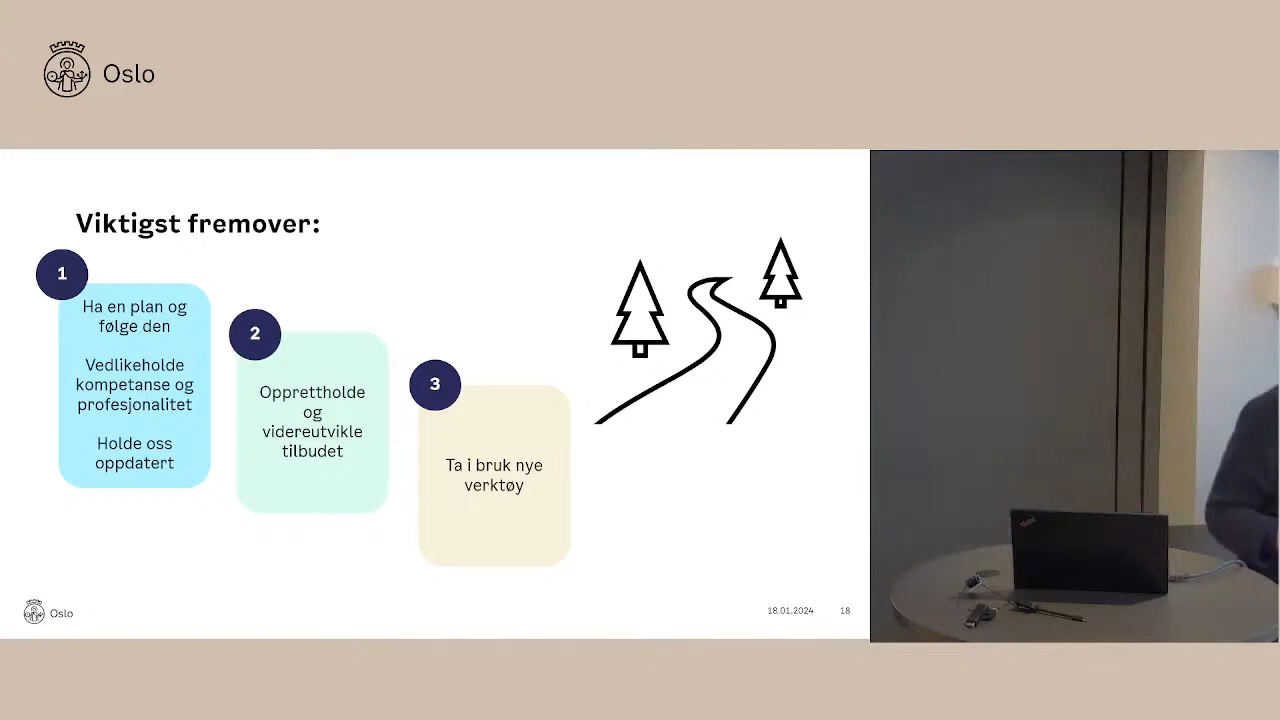 Oslo
Viktigst fremover:
1
Ha en plan og
følge den
Vedlikeholde
kompetanse og
profesjonalitet
Holde oss
oppdatert
2
Opprettholde
og
videreutvikle
tilbudet
3
Ta i bruk nye
verktøy
Oslo
18.01.2024
18